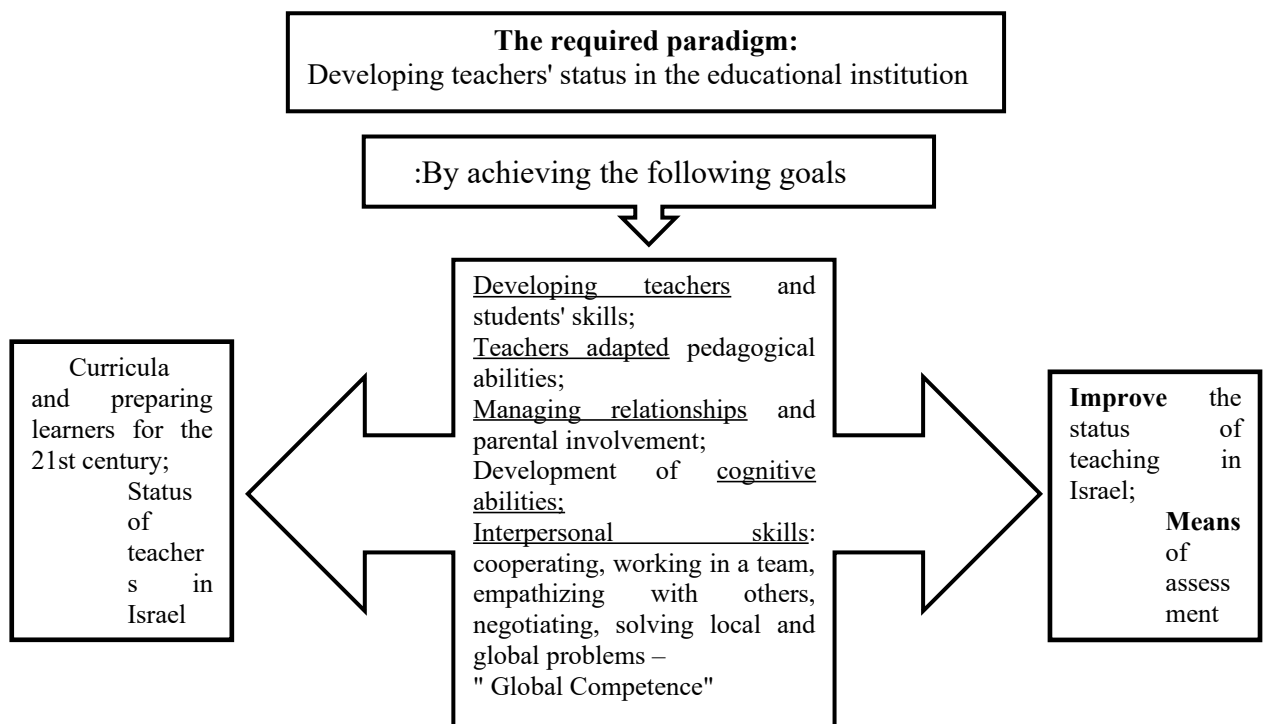 The required paradigm:
Developing teachers' status in the educational institution
:By achieving the following goals
Developing teachers and
students' skills;
Teachers adapted pedagogical
abilities;
Managing relationships and
parental involvement;
Development of cognitive
abilities;
Interpersonal skills:
cooperating, working in a team,
empathizing with others,
negotiating, solving local and
global problems –
" Global Competence"
Curricula
and preparing
learners for the
21st century;
Status
of
teacher
s in
Israel
Improve the
status of
teaching in
Israel;
Means
of
assess
ment